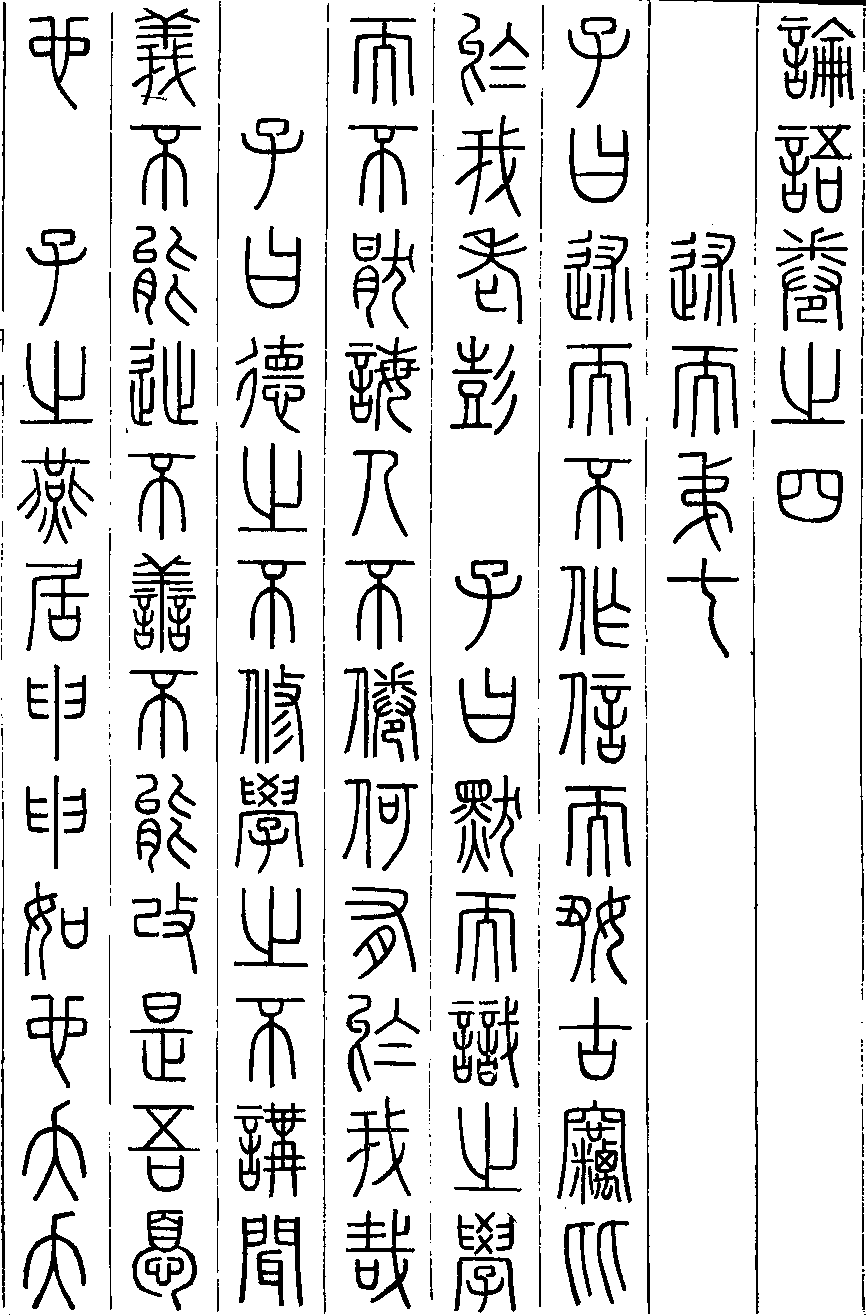 論語卷之四
述而弟七
子曰述而不作信而好古竊比
於我老彭　子曰默而識之學
而不猒誨人不倦何有於我哉
子曰德之不修學之不講聞
義不能徙不善不能改是吾憂
也　子之燕居申申如也夭夭